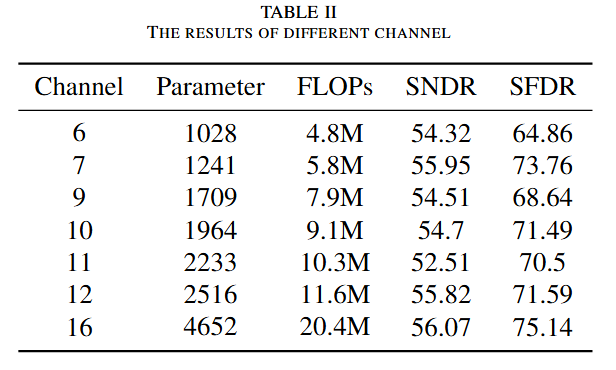 TABLE II
THE RESULTS OF DIFFERENT CHANNEL
Channel Parameter FLOPs SNDR SFDR
6 1028 4.8M 54.32 64.86
7 1241 5.8M 55.95 73.76
9 1709 7.9M 54.51 68.64
10 1964 9.1M 54.7 71.49
11 2233 10.3M 52.51 70.5
12 2516 11.6M 55.82 71.59
16 4652 20.4M 56.07 75.14